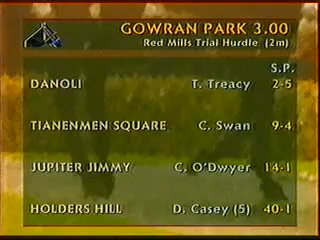 GOWRAN PARK 3.00
Red Mills Trial Hurdle (2m)
S.P.
DANOLI T. Treacy 2-5
TIANENMEN SQUARE C. Swan 9-4
JUPITER JIMMY C. O'Dwyer 14-1
HOLDERS HILL D. Casey (5) 40-1